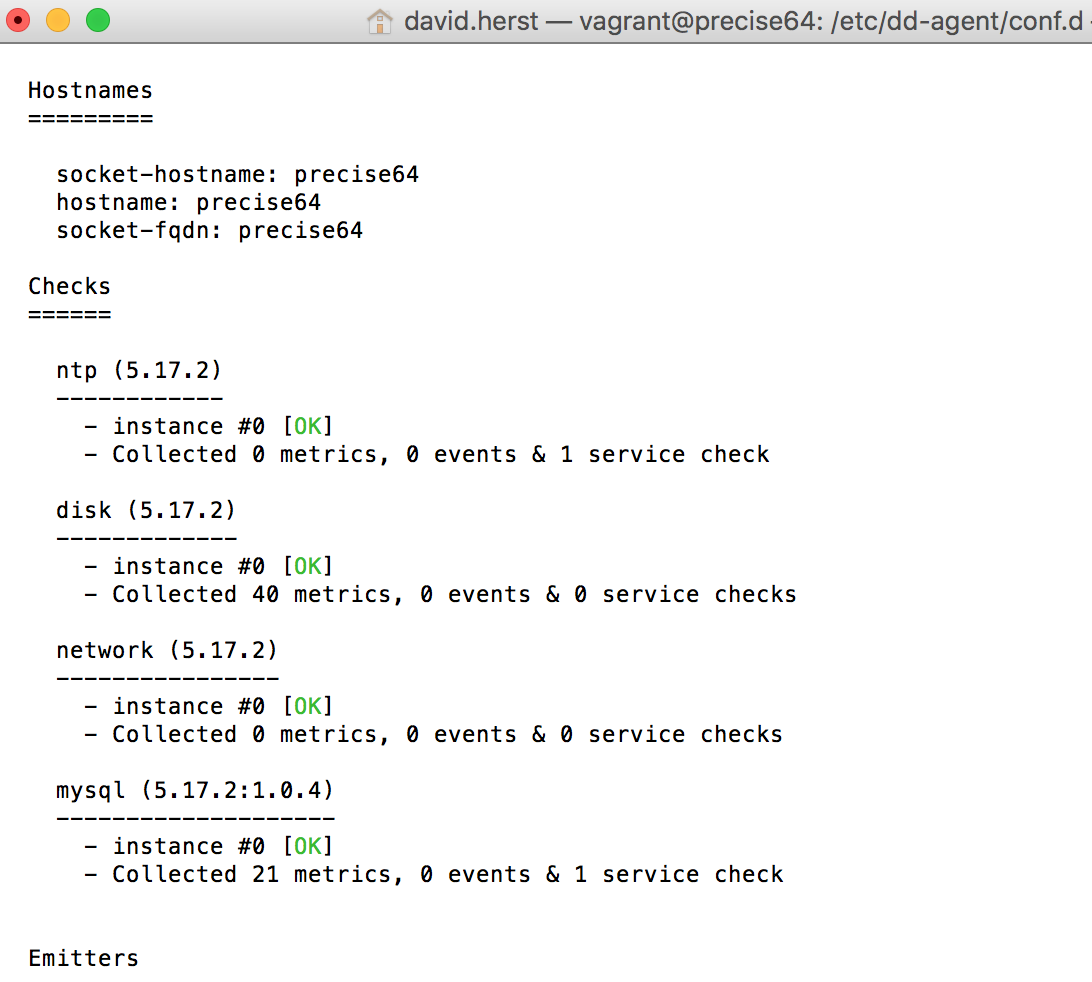 david.herst — vagrant@precise64: /etc/dd-agent/conf.d
Hostnames
=========
socket-hostname: precise64
hostname: precise64
socket-fqdn: precise64
Checks
======
ntp (5.17.2)
------------
- instance #0 [OK]
- Collected 0 metrics, 0 events & 1 service check
disk (5.17.2)
-------------
- instance #0 [OK]
- Collected 40 metrics, 0 events & 0 service checks
network (5.17.2)
----------------
- instance #0 [OK]
- Collected 0 metrics, 0 events & 0 service checks
mysql (5.17.2:1.0.4)
--------------------
- instance #0 [OK]
- Collected 21 metrics, 0 events & 1 service check
Emitters